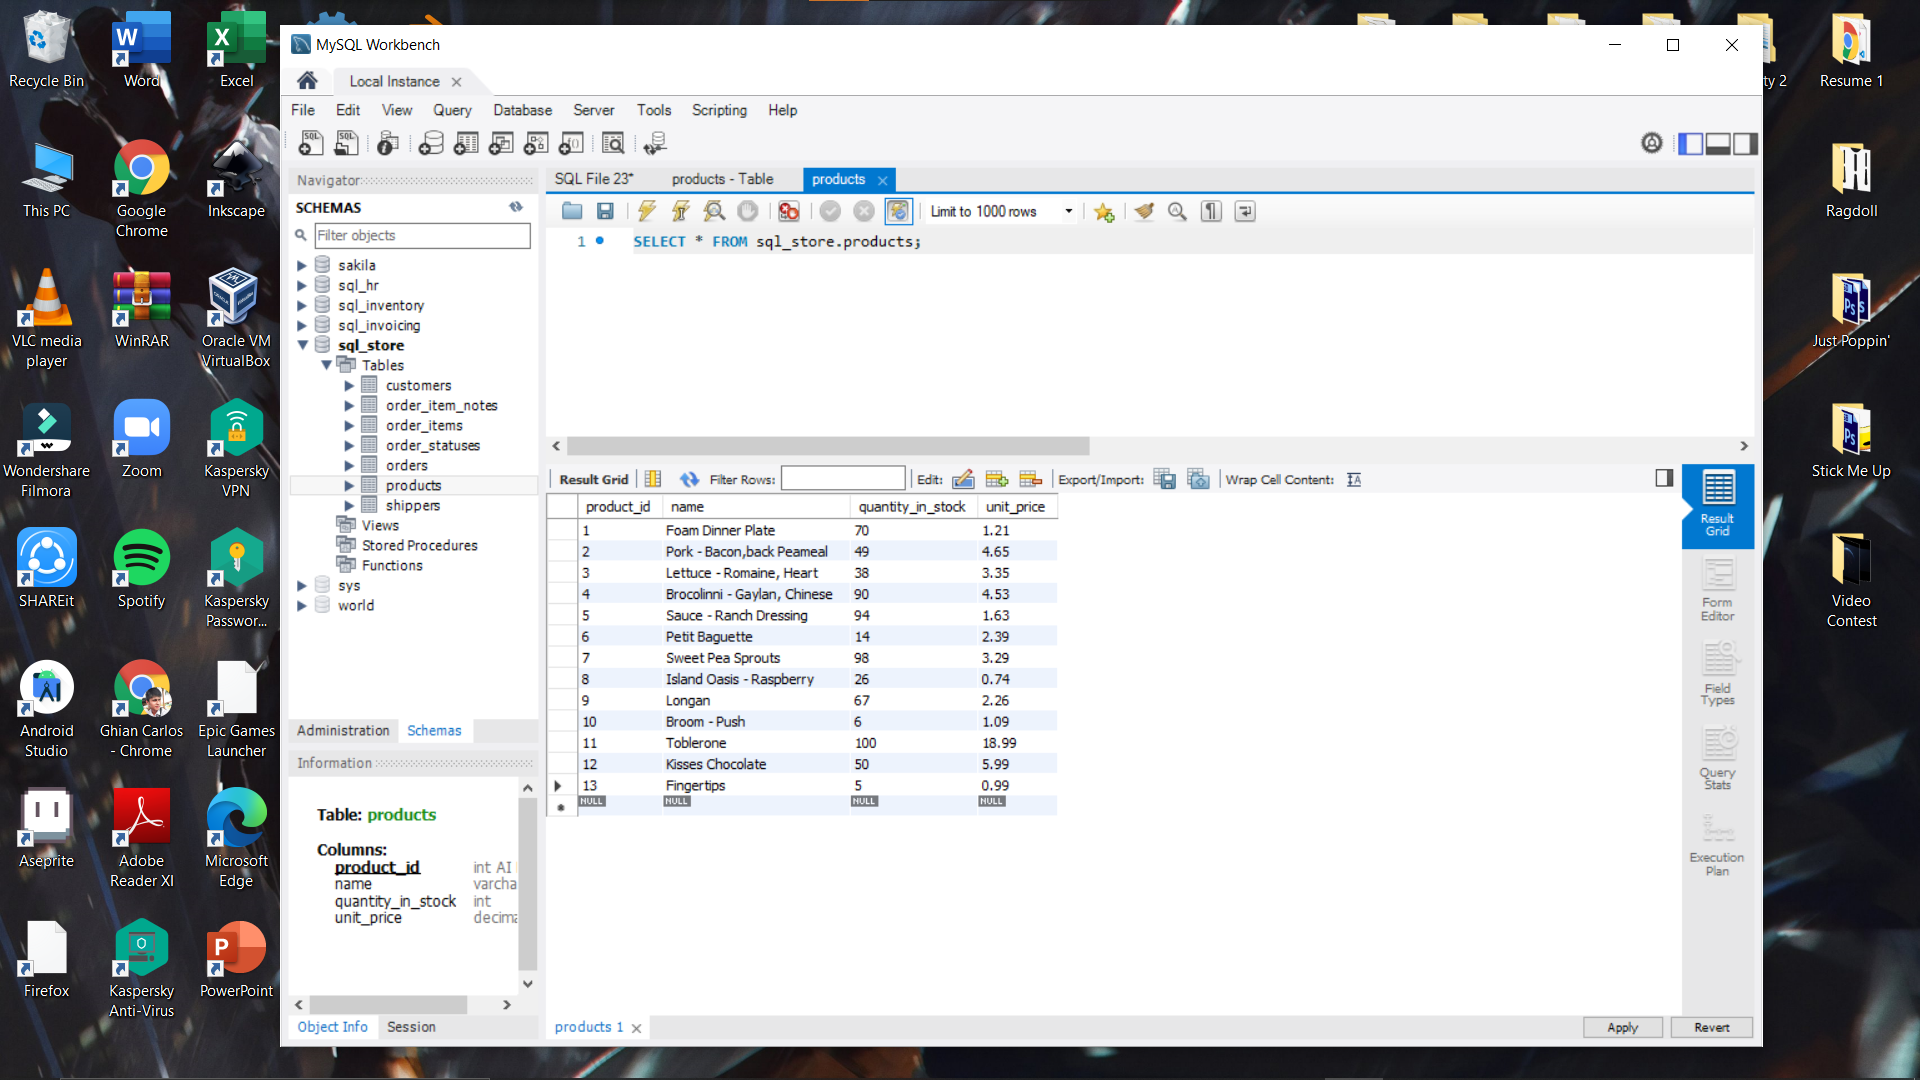 MySQL Workbench
Local Instance
File Edit View Query Database Server Tools Scripting Help
Navigator
SCHEMAS
Filter objects
sakila
sql_hr
sql_inventory
sql_invoicing
sql_store
Tables
customers
order_item_notes
order_items
order_statuses
orders
products
shippers
Views
Stored Procedures
Functions
sys
world
Administration Schemas
Information
Table: products
Columns:
product_id int AI
name varcha
quantity_in_stock int
unit_price decima
Object Info Session
SQL File 23* products - Table products
Limit to 1000 rows
1 SELECT * FROM sql_store.products;
Result Grid Filter Rows: Edit: Export/Import: Wrap Cell Content:
product_id name quantity_in_stock unit_price
1 Foam Dinner Plate 70 1.21
2 Pork - Bacon,back Peameal 49 4.65
3 Lettuce - Romaine, Heart 38 3.35
4 Brocolinni - Gaylan, Chinese 90 4.53
5 Sauce - Ranch Dressing 94 1.63
6 Petit Baguette 14 2.39
7 Sweet Pea Sprouts 98 3.29
8 Island Oasis - Raspberry 26 0.74
9 Longan 67 2.26
10 Broom - Push 6 1.09
11 Toblerone 100 18.99
12 Kisses Chocolate 50 5.99
13 Fingertips 5 0.99
NULL NULL NULL NULL
Result
Grid
Form
Editor
Field
Types
Query
Stats
Execution
Plan
products 1
Apply Revert
Recycle Bin
Word
Excel
This PC
Google
Chrome
Inkscape
VLC media
player
WinRAR
Oracle VM
VirtualBox
Wondershare
Filmora
Zoom
Kaspersky
VPN
SHAREit
Spotify
Kaspersky
Passwor...
Android
Studio
Ghian Carlos
- Chrome
Epic Games
Launcher
Aseprite
Adobe
Reader XI
Microsoft
Edge
Firefox
Kaspersky
Anti-Virus
PowerPoint
ty 2
Resume 1
Ragdoll
Just Poppin'
Stick Me Up
Video
Contest